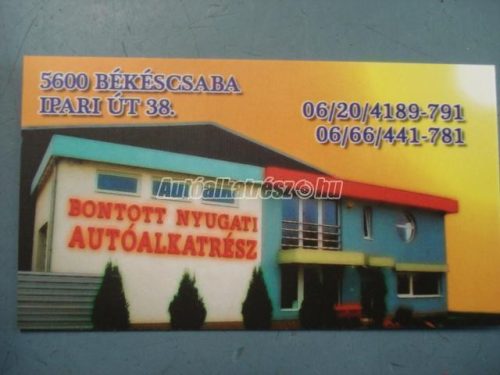 5600 BÉKÉSCSABA
IPARI ÚT 38.
06/20/4189-791
06/66/441-781
Autóalkatrész.hu
BONTOTT NYUGATI
AUTÓALKATRÉSZ